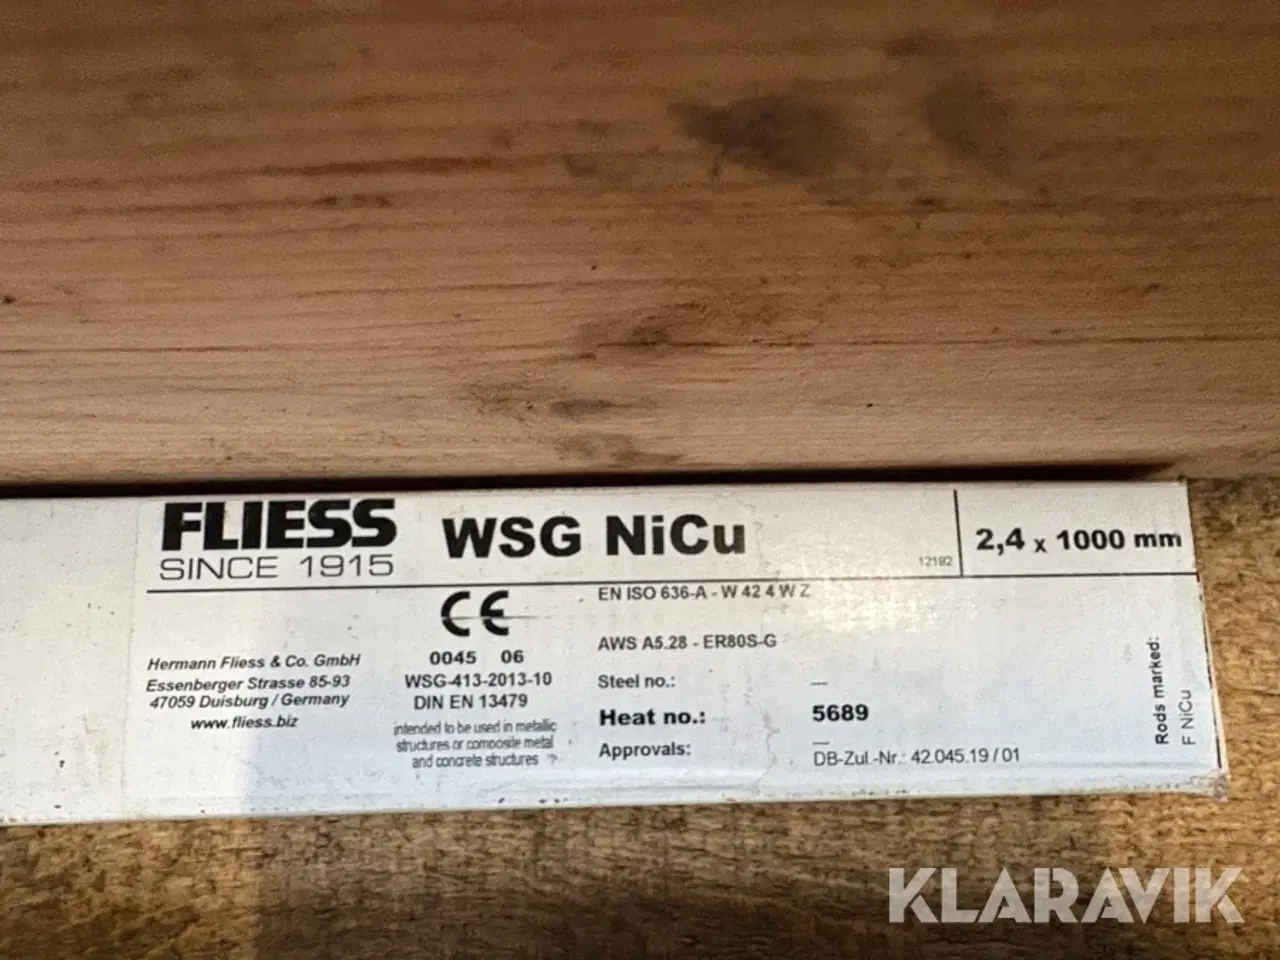 FLIESS
SINCE 1915
WSG NiCu
12192
2,4 x 1000 mm
Hermann Fliess & Co. GmbH
Essenberger Strasse 85-93
47059 Duisburg / Germany
www.fliess.biz
CE
0045 06
WSG-413-2013-10
DIN EN 13479
intended to be used in metallic
structures or composite metal
and concrete structures
EN ISO 636-A - W 42 4 W Z
AWS A5.28 - ER80S-G
Steel no.: —
Heat no.: 5689
Approvals: —
DB-Zul.-Nr.: 42.045.19 / 01
Rods marked:
F NiCu
KLARAVIK